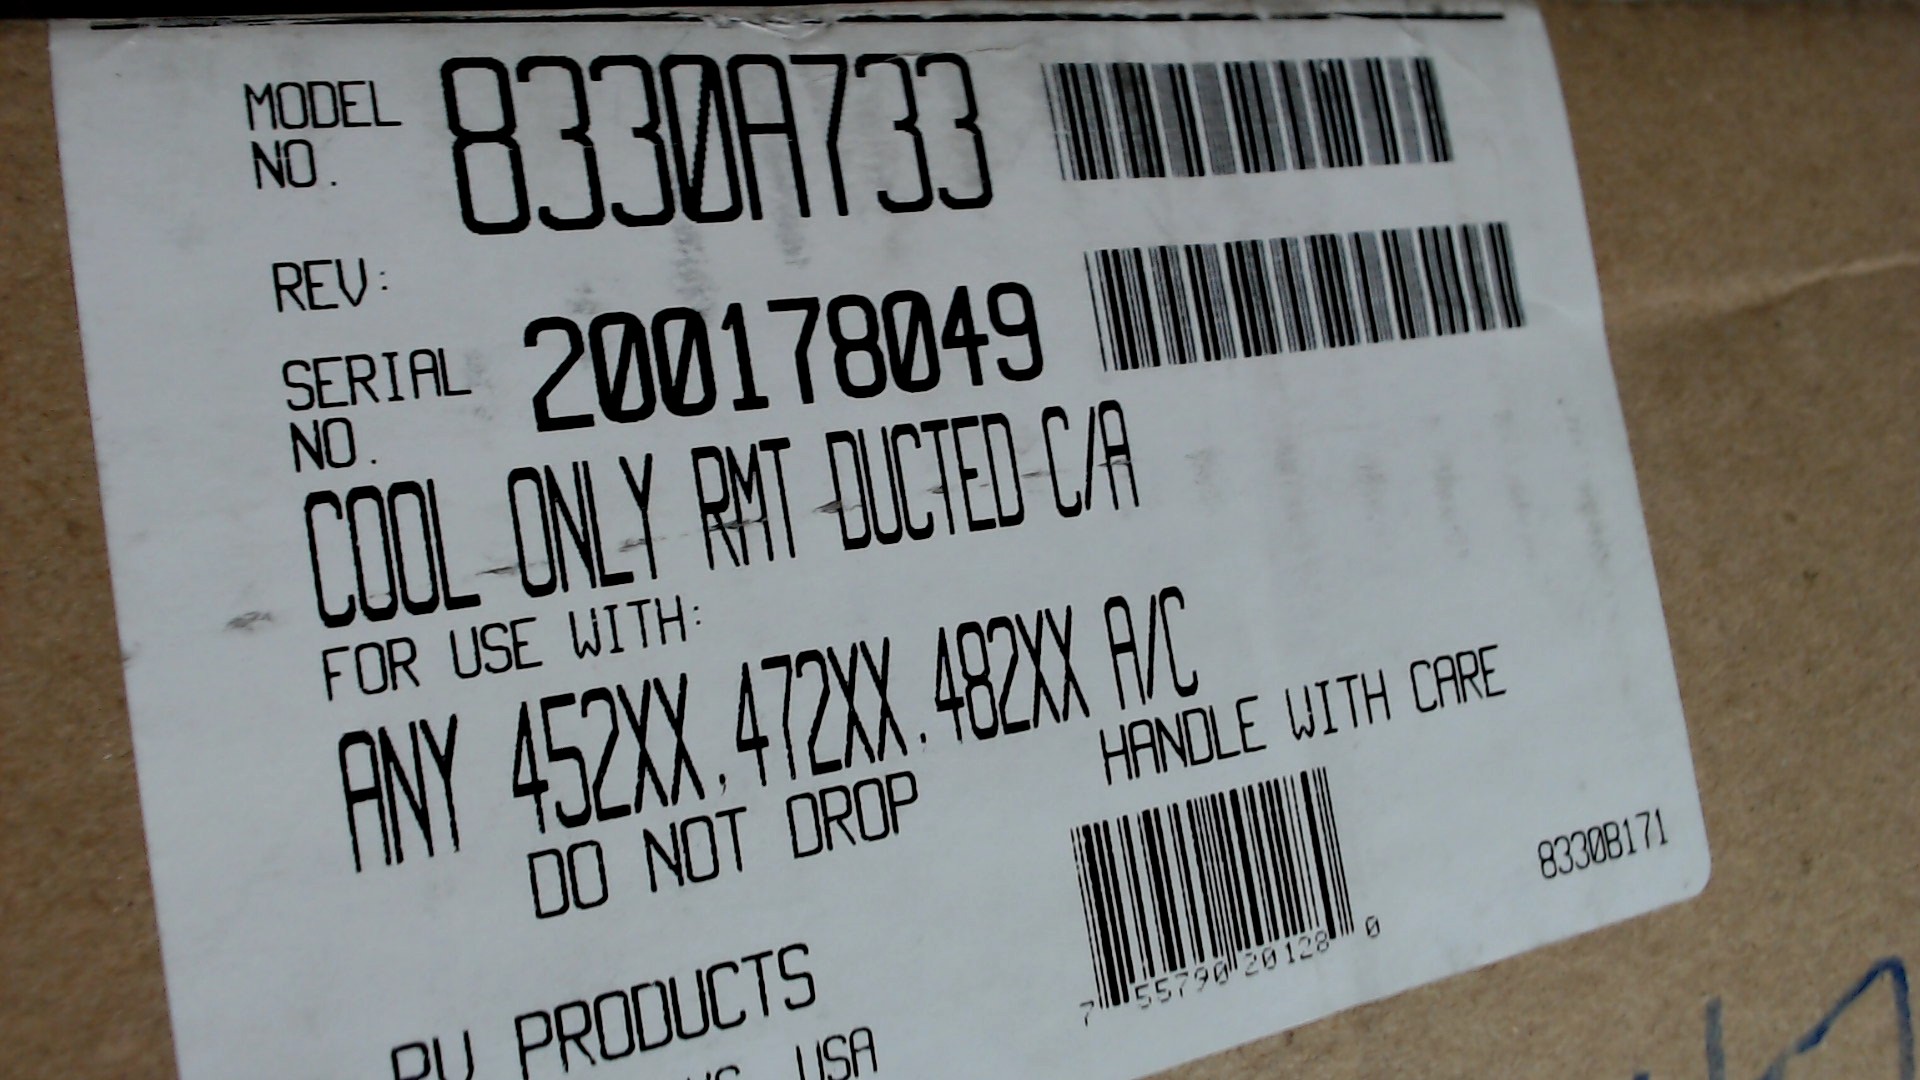 MODEL NO. 8330A733
REV:
SERIAL NO. 200178049
COOL ONLY RMT DUCTED C/A
FOR USE WITH:
ANY 452XX, 472XX, 482XX A/C
DO NOT DROP
HANDLE WITH CARE
7 55790 20128 0
8330B171
RV PRODUCTS
USA